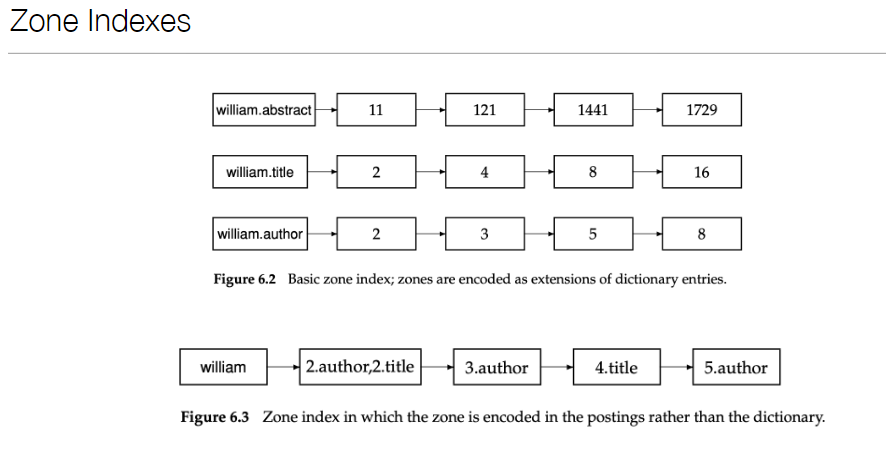 Zone Indexes
william.abstract 11 121 1441 1729
william.title 2 4 8 16
william.author 2 3 5 8
Figure 6.2 Basic zone index; zones are encoded as extensions of dictionary entries.
william 2.author,2.title 3.author 4.title 5.author
Figure 6.3 Zone index in which the zone is encoded in the postings rather than the dictionary.